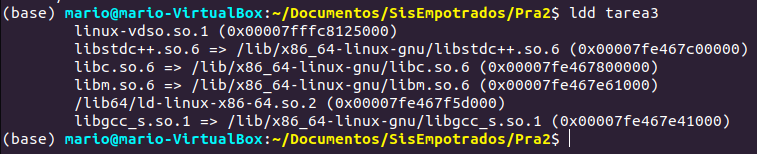 (base) mario@mario-VirtualBox:~/Documentos/SisEmpotrados/Pra2$ ldd tarea3
linux-vdso.so.1 (0x00007fffc8125000)
libstdc++.so.6 => /lib/x86_64-linux-gnu/libstdc++.so.6 (0x00007fe467c00000)
libc.so.6 => /lib/x86_64-linux-gnu/libc.so.6 (0x00007fe467800000)
libm.so.6 => /lib/x86_64-linux-gnu/libm.so.6 (0x00007fe467e61000)
/lib64/ld-linux-x86-64.so.2 (0x00007fe467f5d000)
libgcc_s.so.1 => /lib/x86_64-linux-gnu/libgcc_s.so.1 (0x00007fe467e41000)
(base) mario@mario-VirtualBox:~/Documentos/SisEmpotrados/Pra2$